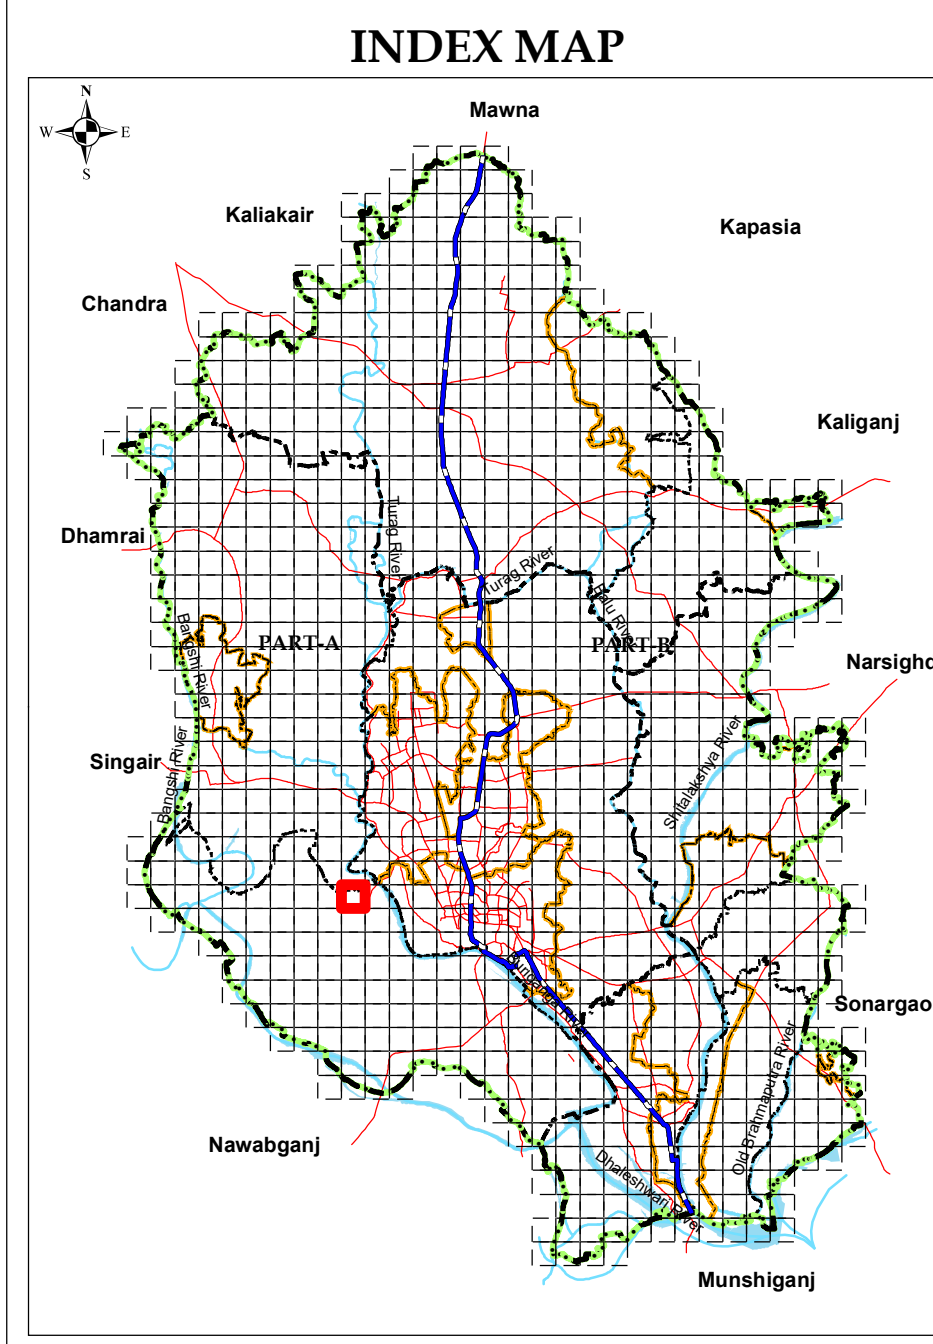 INDEX MAP
N
W E
S
Mawna
Kaliakair
Kapasia
Chandra
Kaliganj
Dhamrai
Turag River
Turag River
Balu River
Bangshi River
PART-A
PART-B
Narsighd
Singair
Bangshi River
Shitalakshya River
Buriganga River
Sonargao
Old Brahmaputra River
Nawabganj
Dhaleshwari River
Munshiganj